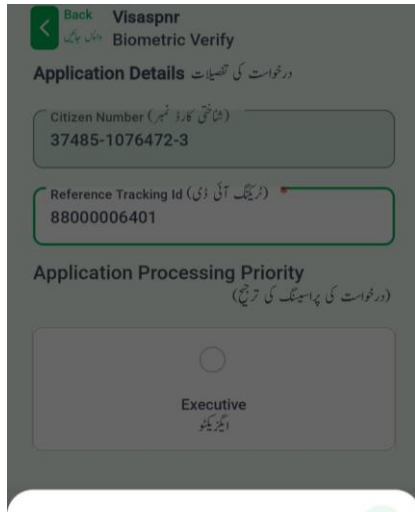 Back Visaspnr
واپس جائیں Biometric Verify
Application Details درخواست کی تفصیلات
Citizen Number (شناختی کارڈ نمبر)
37485-1076472-3
Reference Tracking Id (ٹریکنگ آئی ڈی)
88000006401
Application Processing Priority
(درخواست کی پراسیسنگ کی ترجیح)
Executive
ایگزیکٹو